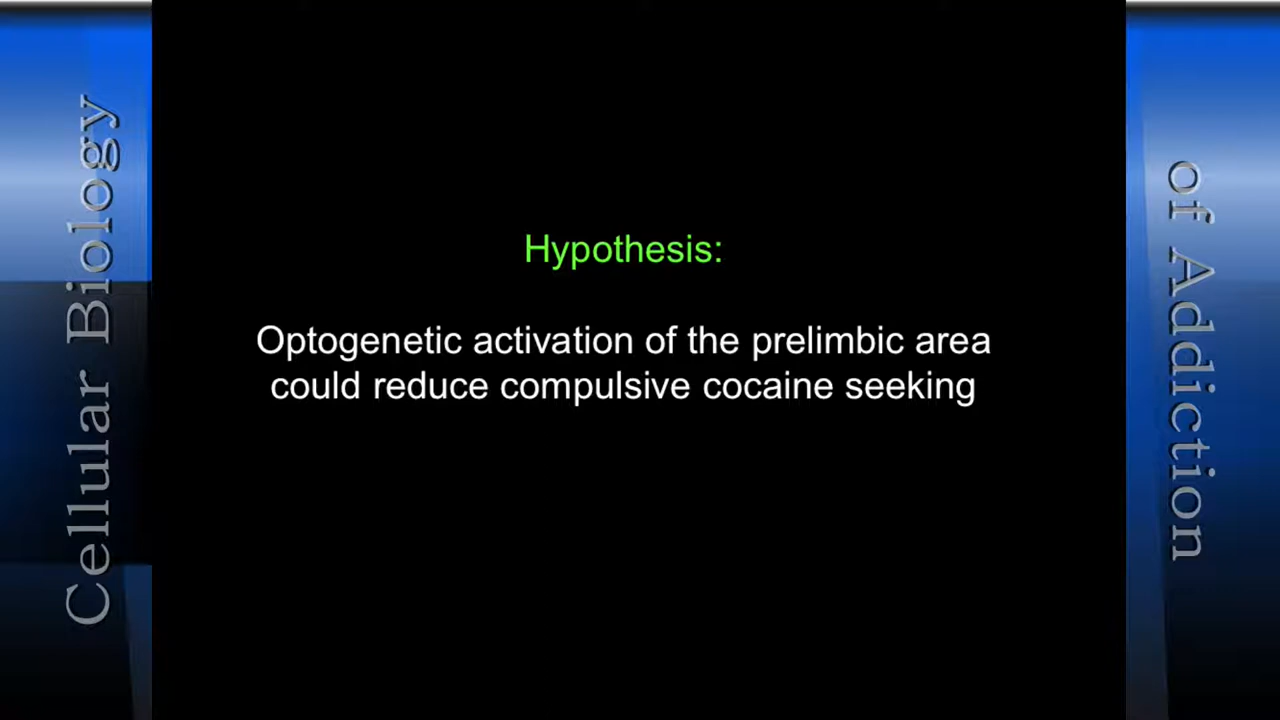 Cellular Biology
Hypothesis:
Optogenetic activation of the prelimbic area
could reduce compulsive cocaine seeking
of Addiction